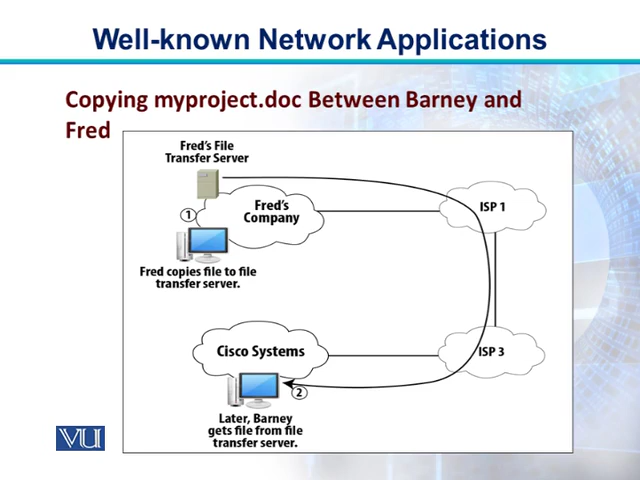 Well-known Network Applications
Copying myproject.doc Between Barney and
Fred
Fred's File
Transfer Server
Fred's
Company
ISP 1
1
Fred copies file to file
transfer server.
Cisco Systems
ISP 3
2
Later, Barney
gets file from file
transfer server.
VU